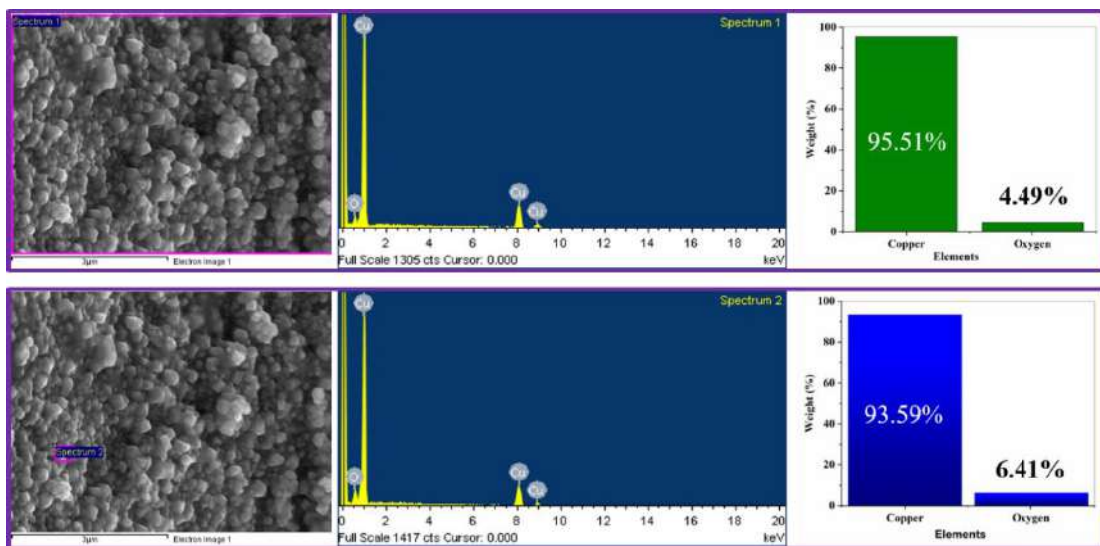 Spectrum 1
3µm
Electron Image 1
Cu
O
Cu
Cu
Spectrum 1
0 2 4 6 8 10 12 14 16 18 20
Full Scale 1305 cts Cursor: 0.000
keV
100
80
60
40
20
0
Weight (%)
95.51%
4.49%
Copper
Oxygen
Elements
Spectrum 2
3µm
Electron Image 1
Cu
O
Cu
Cu
Spectrum 2
0 2 4 6 8 10 12 14 16 18 20
Full Scale 1417 cts Cursor: 0.000
keV
100
80
60
40
20
0
Weight (%)
93.59%
6.41%
Copper
Oxygen
Elements